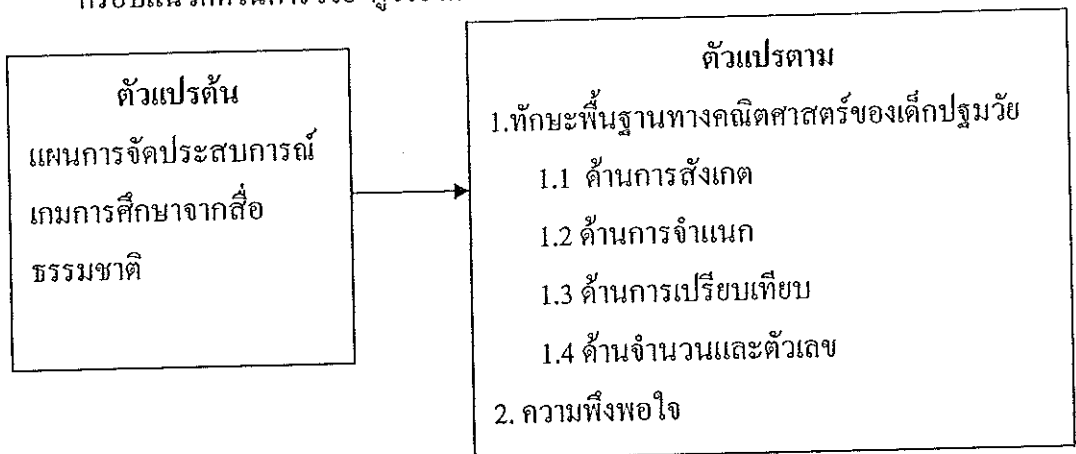 ตัวแปรต้น
แผนการจัดประสบการณ์
เกมการศึกษาจากสื่อ
ธรรมชาติ
ตัวแปรตาม
1.ทักษะพื้นฐานทางคณิตศาสตร์ของเด็กปฐมวัย
1.1 ด้านการสังเกต
1.2 ด้านการจำแนก
1.3 ด้านการเปรียบเทียบ
1.4 ด้านจำนวนและตัวเลข
2. ความพึงพอใจ